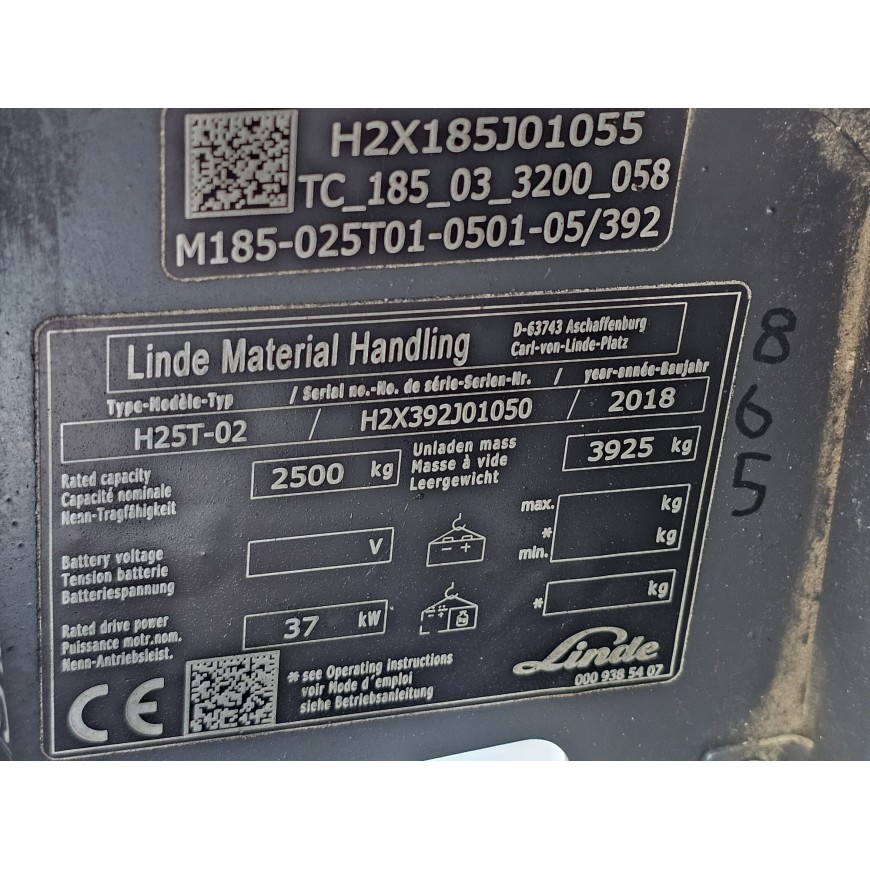 H2X185J01055
TC_185_03_3200_058
M185-025T01-0501-05/392
Linde Material Handling
D-63743 Aschaffenburg
Carl-von-Linde-Platz
Type-Modèle-Typ / Serial no.-No. de série-Serien-Nr. / year-année-Baujahr
H25T-02 / H2X392J01050 / 2018
Rated capacity
Capacité nominale
Nenn-Tragfähigkeit
2500 kg
Unladen mass
Masse à vide
Leergewicht
3925 kg
Battery voltage
Tension batterie
Batteriespannung
V
- +
max. kg
*
min. kg
Rated drive power
Puissance motr.nom.
Nenn-Antriebsleist.
37 kW
* kg
CE
* see Operating instructions
voir Mode d'emploi
siehe Betriebsanleitung
Linde
000 938 54 07
8
6
5